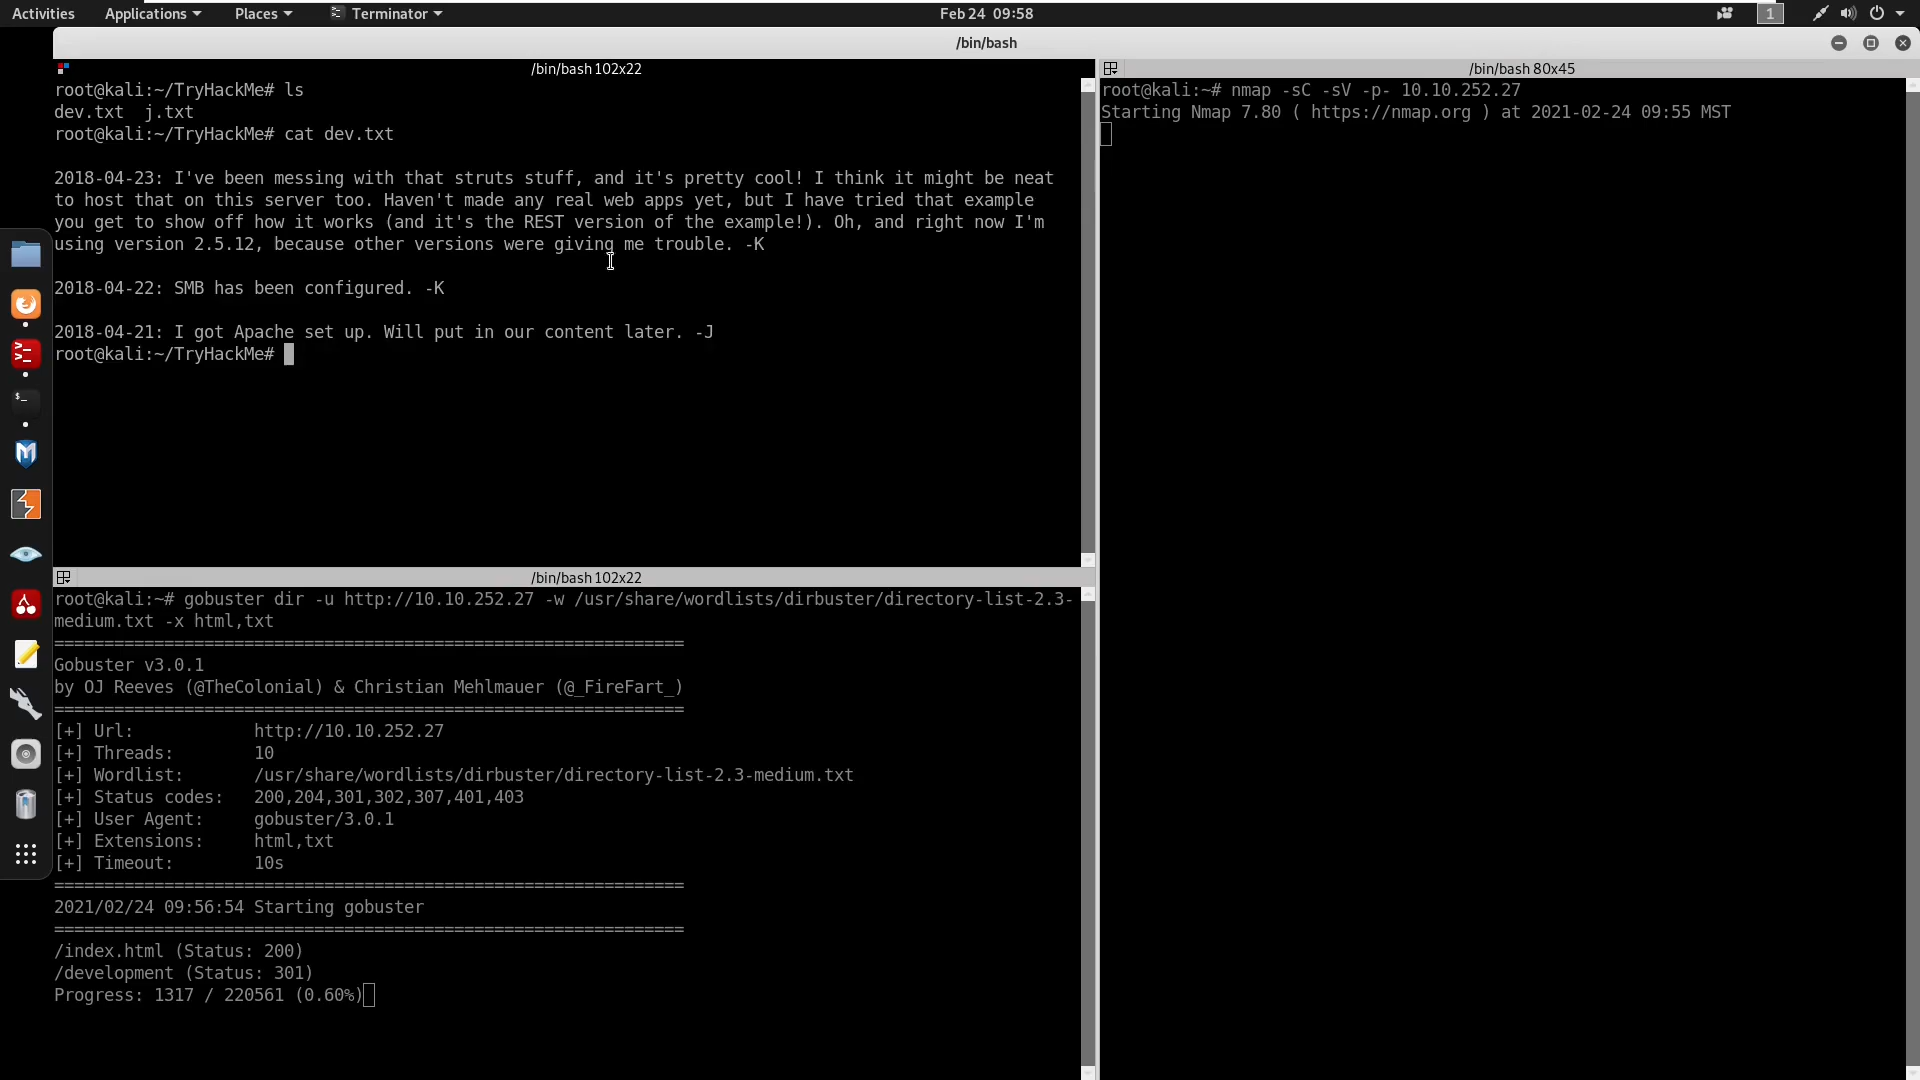 Activities Applications Places Terminator Feb 24 09:58 1
/bin/bash
/bin/bash 102x22
root@kali:~/TryHackMe# ls
dev.txt  j.txt
root@kali:~/TryHackMe# cat dev.txt
2018-04-23: I've been messing with that struts stuff, and it's pretty cool! I think it might be neat
to host that on this server too. Haven't made any real web apps yet, but I have tried that example
you get to show off how it works (and it's the REST version of the example!). Oh, and right now I'm
using version 2.5.12, because other versions were giving me trouble. -K
2018-04-22: SMB has been configured. -K
2018-04-21: I got Apache set up. Will put in our content later. -J
root@kali:~/TryHackMe#
/bin/bash 102x22
root@kali:~# gobuster dir -u http://10.10.252.27 -w /usr/share/wordlists/dirbuster/directory-list-2.3-
medium.txt -x html,txt
===============================================================
Gobuster v3.0.1
by OJ Reeves (@TheColonial) & Christian Mehlmauer (@_FireFart_)
===============================================================
[+] Url:            http://10.10.252.27
[+] Threads:        10
[+] Wordlist:       /usr/share/wordlists/dirbuster/directory-list-2.3-medium.txt
[+] Status codes:   200,204,301,302,307,401,403
[+] User Agent:     gobuster/3.0.1
[+] Extensions:     html,txt
[+] Timeout:        10s
===============================================================
2021/02/24 09:56:54 Starting gobuster
===============================================================
/index.html (Status: 200)
/development (Status: 301)
Progress: 1317 / 220561 (0.60%)
/bin/bash 80x45
root@kali:~# nmap -sC -sV -p- 10.10.252.27
Starting Nmap 7.80 ( https://nmap.org ) at 2021-02-24 09:55 MST